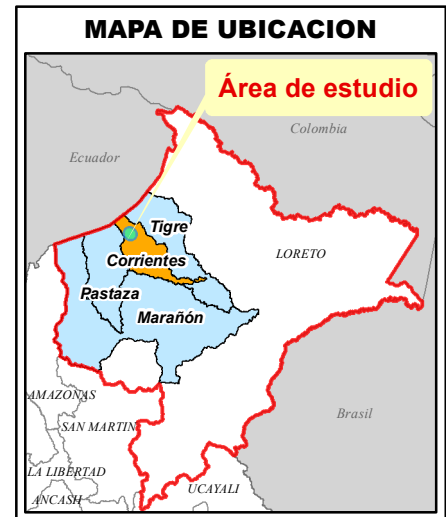 MAPA DE UBICACION
Área de estudio
Colombia
Ecuador
Tigre
LORETO
Corrientes
Pastaza
Marañón
AMAZONAS
SAN MARTIN
Brasil
LA LIBERTAD
UCAYALI
ANCASH